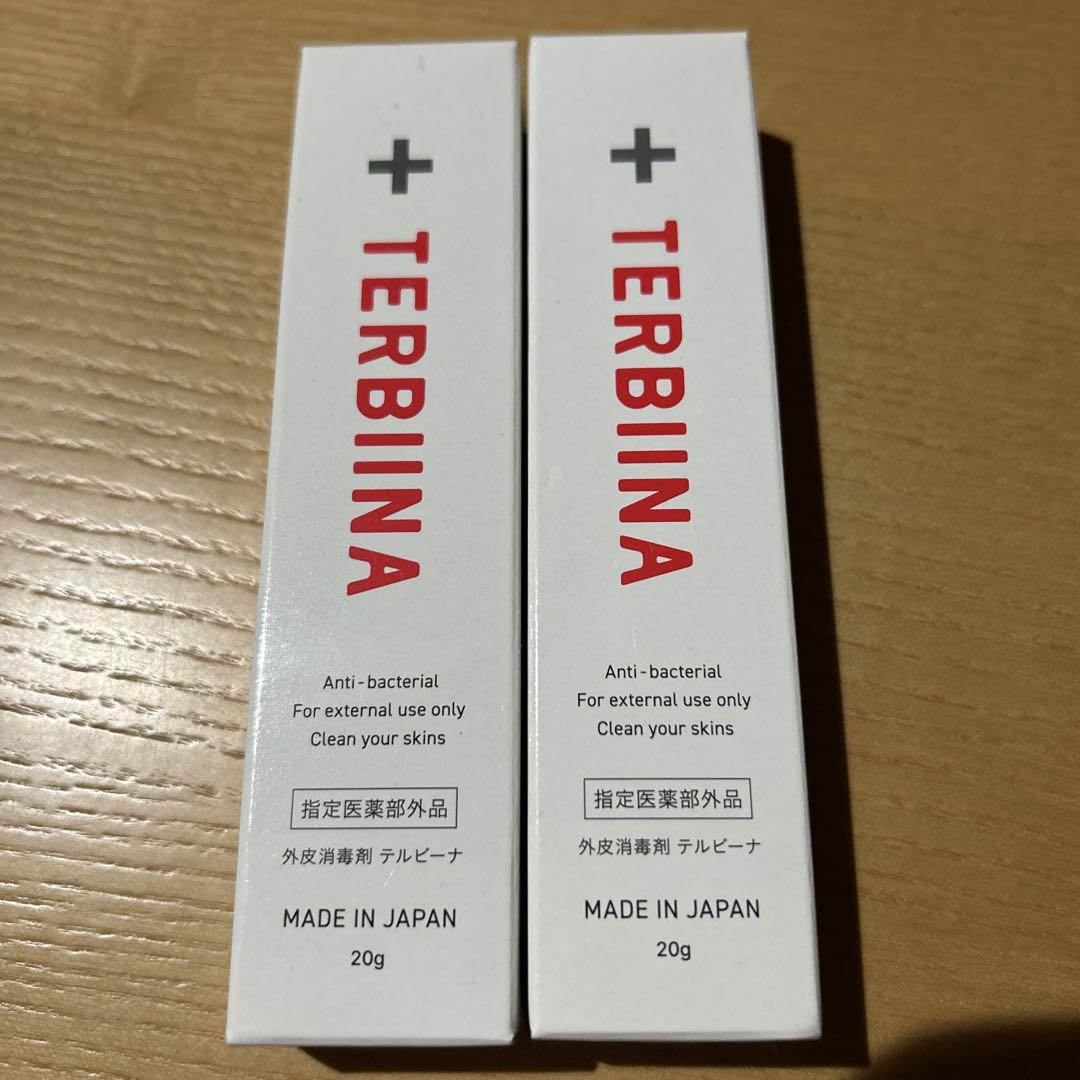 TERBIINA
Anti-bacterial
For external use only
Clean your skins
指定医薬部外品
外皮消毒剤 テルビーナ
MADE IN JAPAN
20g
TERBIINA
Anti-bacterial
For external use only
Clean your skins
指定医薬部外品
外皮消毒剤 テルビーナ
MADE IN JAPAN
20g